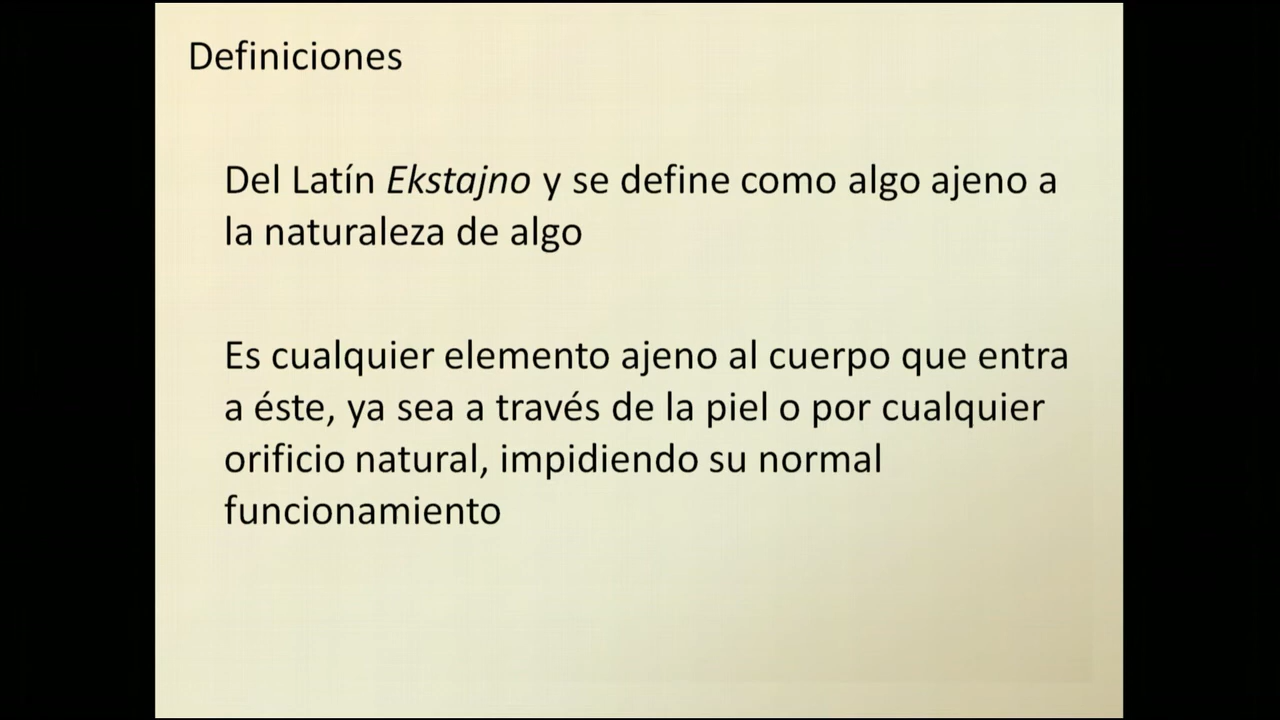 Definiciones
Del Latín Ekstajno y se define como algo ajeno a
la naturaleza de algo
Es cualquier elemento ajeno al cuerpo que entra
a éste, ya sea a través de la piel o por cualquier
orificio natural, impidiendo su normal
funcionamiento